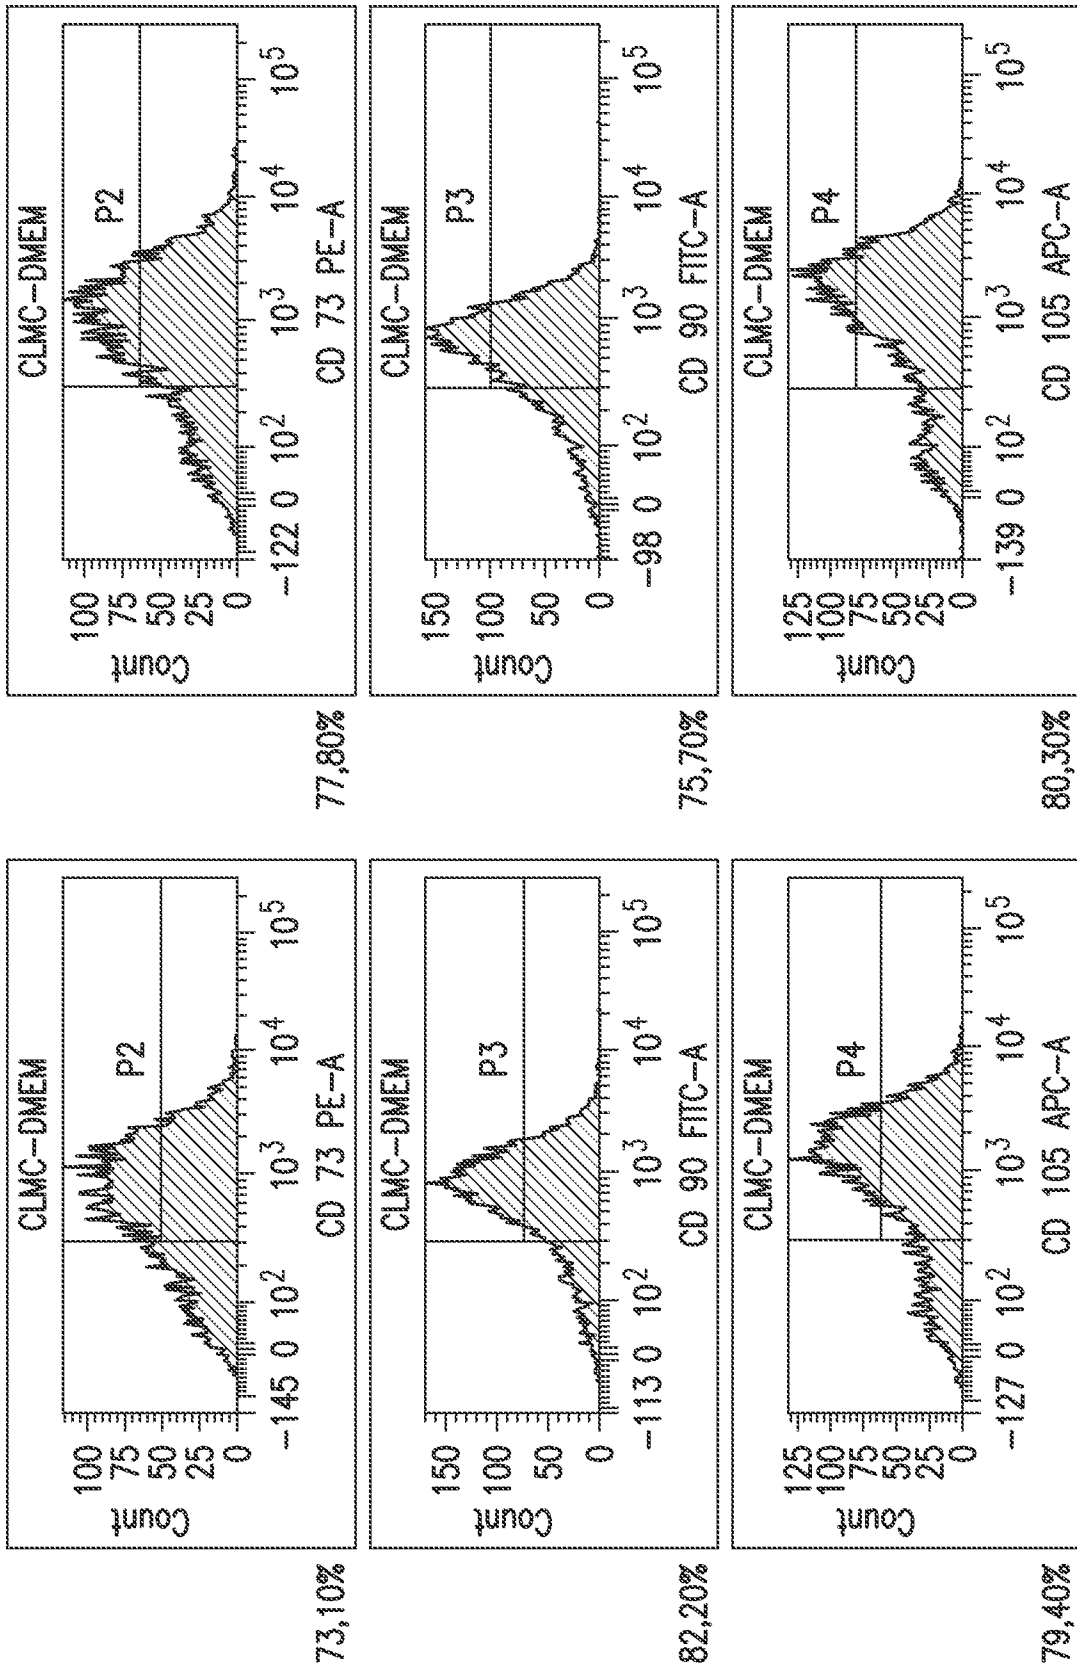 CLMC-DMEM
P2
Count
100
75
50
25
0
-145 0 10² 10³ 10⁴ 10⁵
73,10%
CD 73 PE-A
CLMC-DMEM
P2
Count
100
75
50
25
0
-122 0 10² 10³ 10⁴ 10⁵
77,80%
CD 73 PE-A
CLMC-DMEM
P3
Count
150
100
50
0
-113 0 10² 10³ 10⁴ 10⁵
82,20%
CD 90 FITC-A
CLMC-DMEM
P3
Count
150
100
50
0
-98 0 10² 10³ 10⁴ 10⁵
75,70%
CD 90 FITC-A
CLMC-DMEM
P4
Count
125
100
75
50
25
0
-127 0 10² 10³ 10⁴ 10⁵
79,40%
CD 105 APC-A
CLMC-DMEM
P4
Count
125
100
75
50
25
0
-139 0 10² 10³ 10⁴ 10⁵
80,30%
CD 105 APC-A